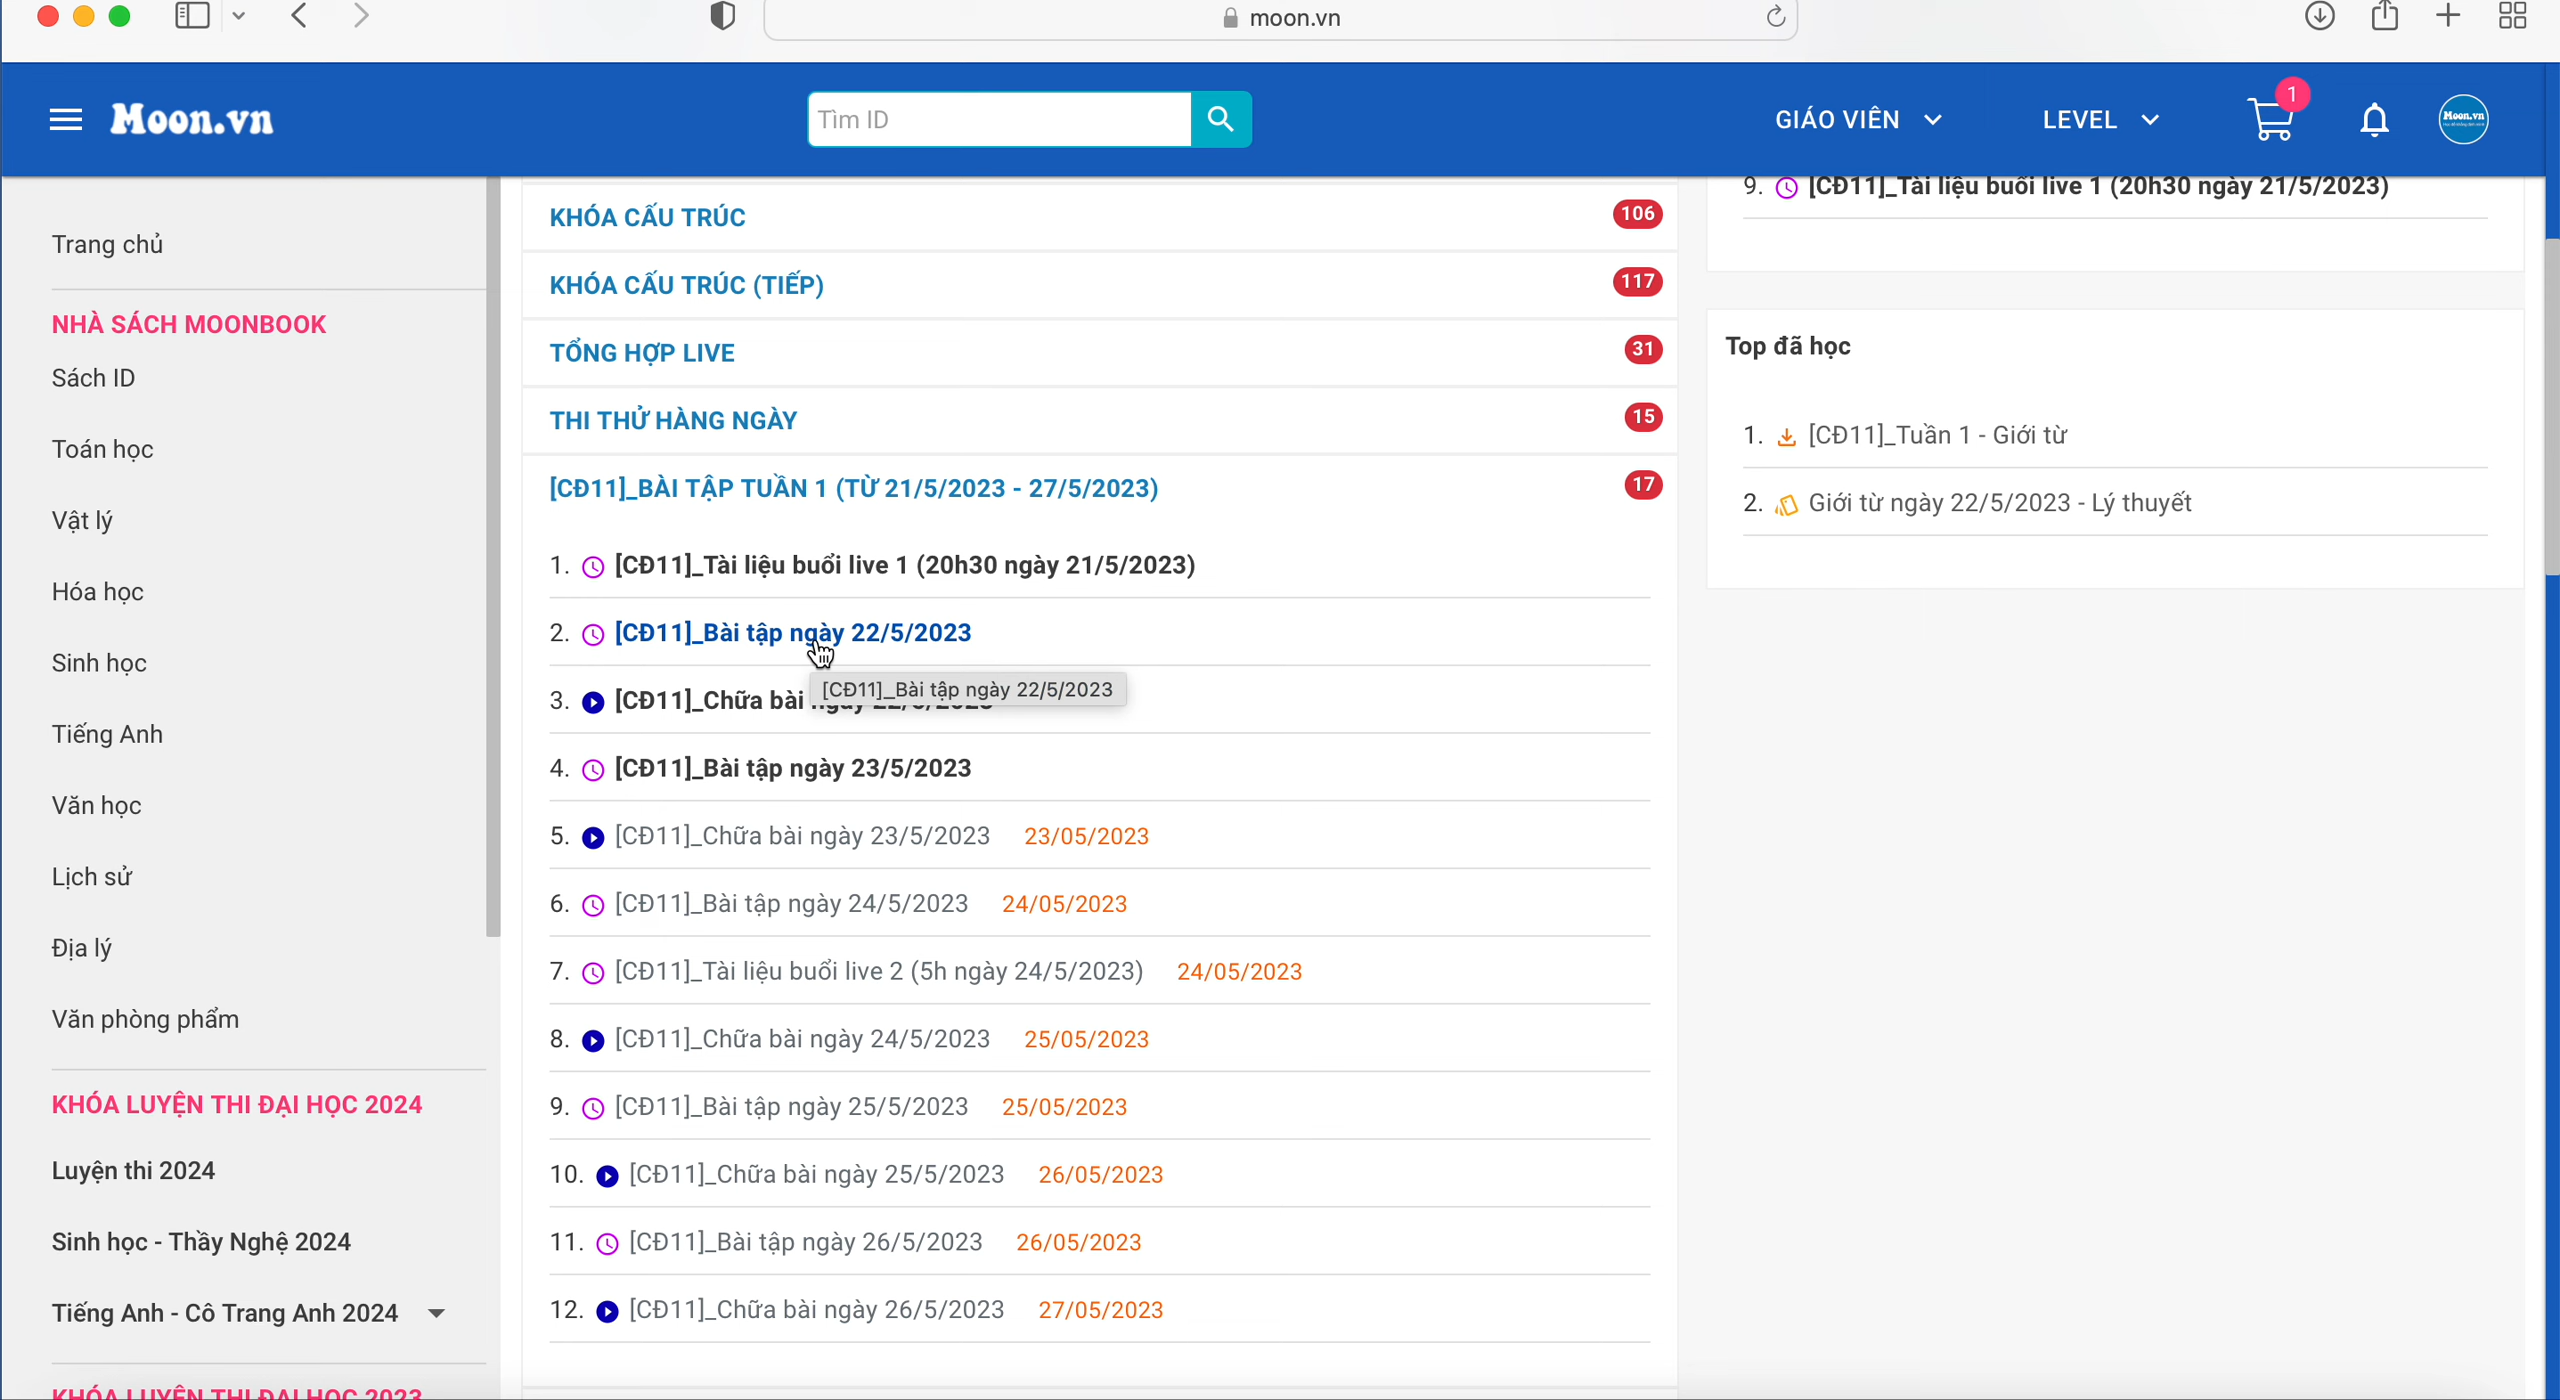 moon.vn
Moon.vn
Tìm ID
GIÁO VIÊN
LEVEL
1
Moon.vn
Trang chủ
NHÀ SÁCH MOONBOOK
Sách ID
Toán học
Vật lý
Hóa học
Sinh học
Tiếng Anh
Văn học
Lịch sử
Địa lý
Văn phòng phẩm
KHÓA LUYỆN THI ĐẠI HỌC 2024
Luyện thi 2024
Sinh học - Thầy Nghệ 2024
Tiếng Anh - Cô Trang Anh 2024
KHÓA LUYỆN THI ĐẠI HỌC 2023
KHÓA CẤU TRÚC 106
KHÓA CẤU TRÚC (TIẾP) 117
TỔNG HỢP LIVE 31
THI THỬ HÀNG NGÀY 15
[CĐ11]_BÀI TẬP TUẦN 1 (TỪ 21/5/2023 - 27/5/2023) 17
1. [CĐ11]_Tài liệu buổi live 1 (20h30 ngày 21/5/2023)
2. [CĐ11]_Bài tập ngày 22/5/2023
[CĐ11]_Bài tập ngày 22/5/2023
3. [CĐ11]_Chữa bài ngày 22/5/2023
4. [CĐ11]_Bài tập ngày 23/5/2023
5. [CĐ11]_Chữa bài ngày 23/5/2023 23/05/2023
6. [CĐ11]_Bài tập ngày 24/5/2023 24/05/2023
7. [CĐ11]_Tài liệu buổi live 2 (5h ngày 24/5/2023) 24/05/2023
8. [CĐ11]_Chữa bài ngày 24/5/2023 25/05/2023
9. [CĐ11]_Bài tập ngày 25/5/2023 25/05/2023
10. [CĐ11]_Chữa bài ngày 25/5/2023 26/05/2023
11. [CĐ11]_Bài tập ngày 26/5/2023 26/05/2023
12. [CĐ11]_Chữa bài ngày 26/5/2023 27/05/2023
9. [CĐ11]_Tài liệu buổi live 1 (20h30 ngày 21/5/2023)
Top đã học
1. [CĐ11]_Tuần 1 - Giới từ
2. Giới từ ngày 22/5/2023 - Lý thuyết